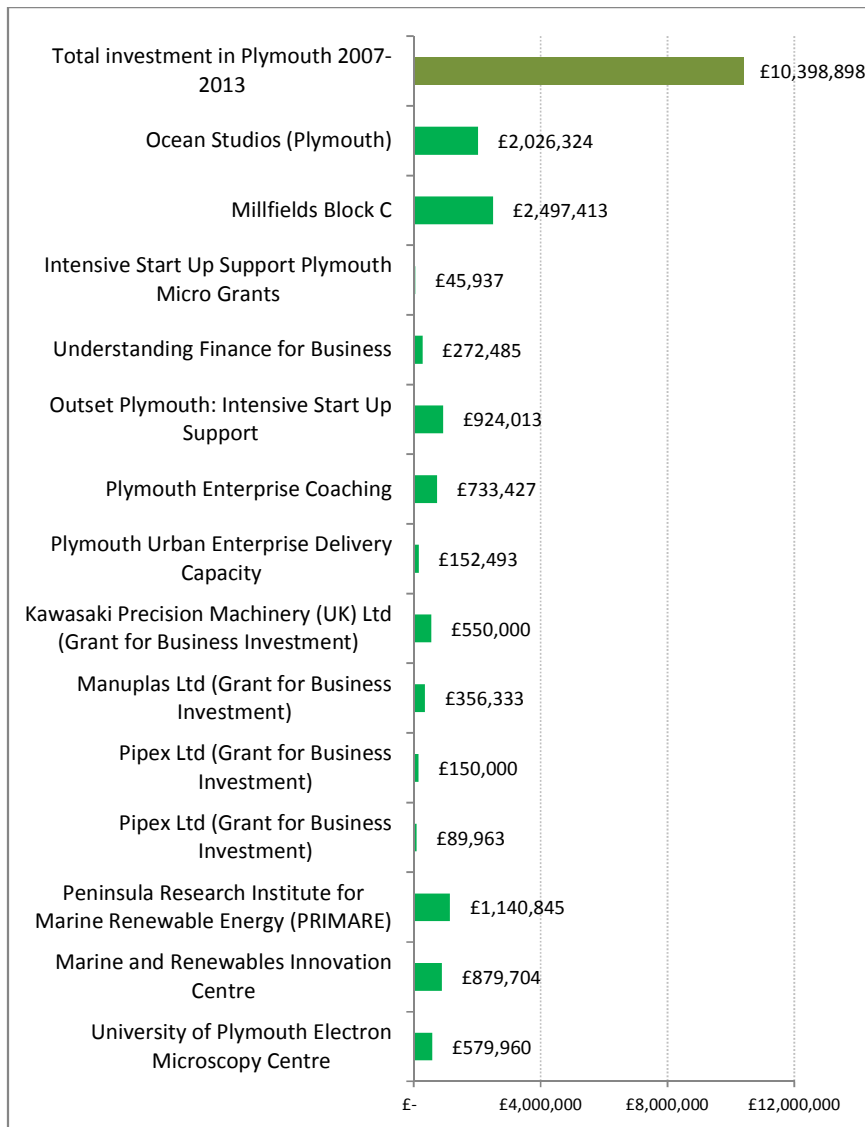 Total investment in Plymouth 2007-
2013
£10,398,898
Ocean Studios (Plymouth)
£2,026,324
Millfields Block C
£2,497,413
Intensive Start Up Support Plymouth
Micro Grants
£45,937
Understanding Finance for Business
£272,485
Outset Plymouth: Intensive Start Up
Support
£924,013
Plymouth Enterprise Coaching
£733,427
Plymouth Urban Enterprise Delivery
Capacity
£152,493
Kawasaki Precision Machinery (UK) Ltd
(Grant for Business Investment)
£550,000
Manuplas Ltd (Grant for Business
Investment)
£356,333
Pipex Ltd (Grant for Business
Investment)
£150,000
Pipex Ltd (Grant for Business
Investment)
£89,963
Peninsula Research Institute for
Marine Renewable Energy (PRIMARE)
£1,140,845
Marine and Renewables Innovation
Centre
£879,704
University of Plymouth Electron
Microscopy Centre
£579,960
£- £4,000,000 £8,000,000 £12,000,000